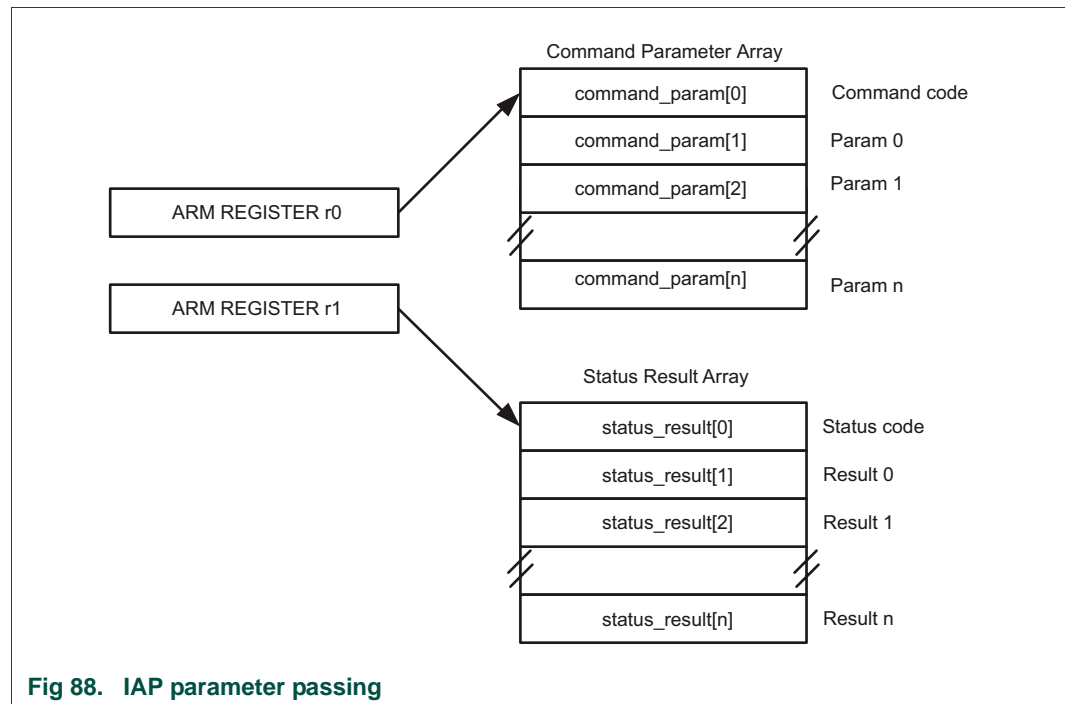 Command Parameter Array
command_param[0] Command code
command_param[1] Param 0
command_param[2] Param 1
ARM REGISTER r0
command_param[n] Param n
ARM REGISTER r1
Status Result Array
status_result[0] Status code
status_result[1] Result 0
status_result[2] Result 1
status_result[n] Result n
Fig 88. IAP parameter passing